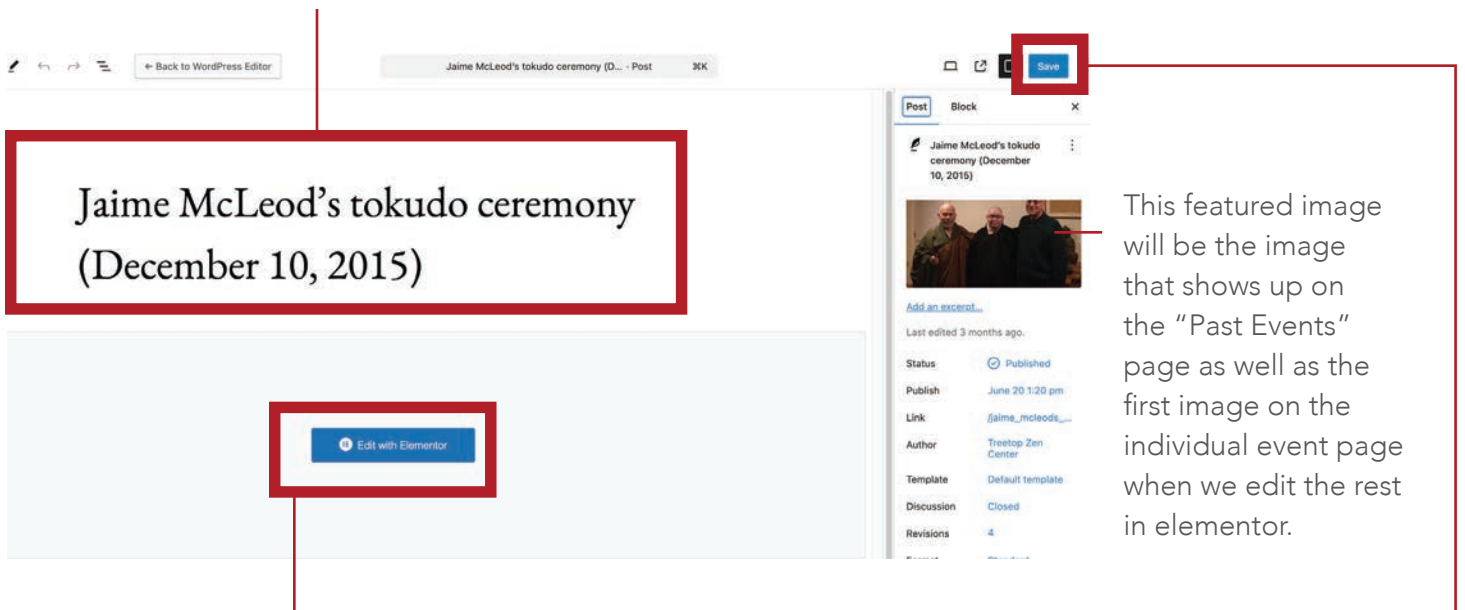 ← Back to WordPress Editor
Jaime McLeod's tokudo ceremony (D... · Post ⌘K
Save
Post Block ×
Jaime McLeod's tokudo
ceremony (December
10, 2015)
Jaime McLeod’s tokudo ceremony
(December 10, 2015)
Add an excerpt...
Last edited 3 months ago.
Status Published
Publish June 20 1:20 pm
Link /jaime_mcleods_...
Author Treetop Zen
Center
Template Default template
Discussion Closed
Revisions 4
Edit with Elementor
This featured image
will be the image
that shows up on
the “Past Events”
page as well as the
first image on the
individual event page
when we edit the rest
in elementor.